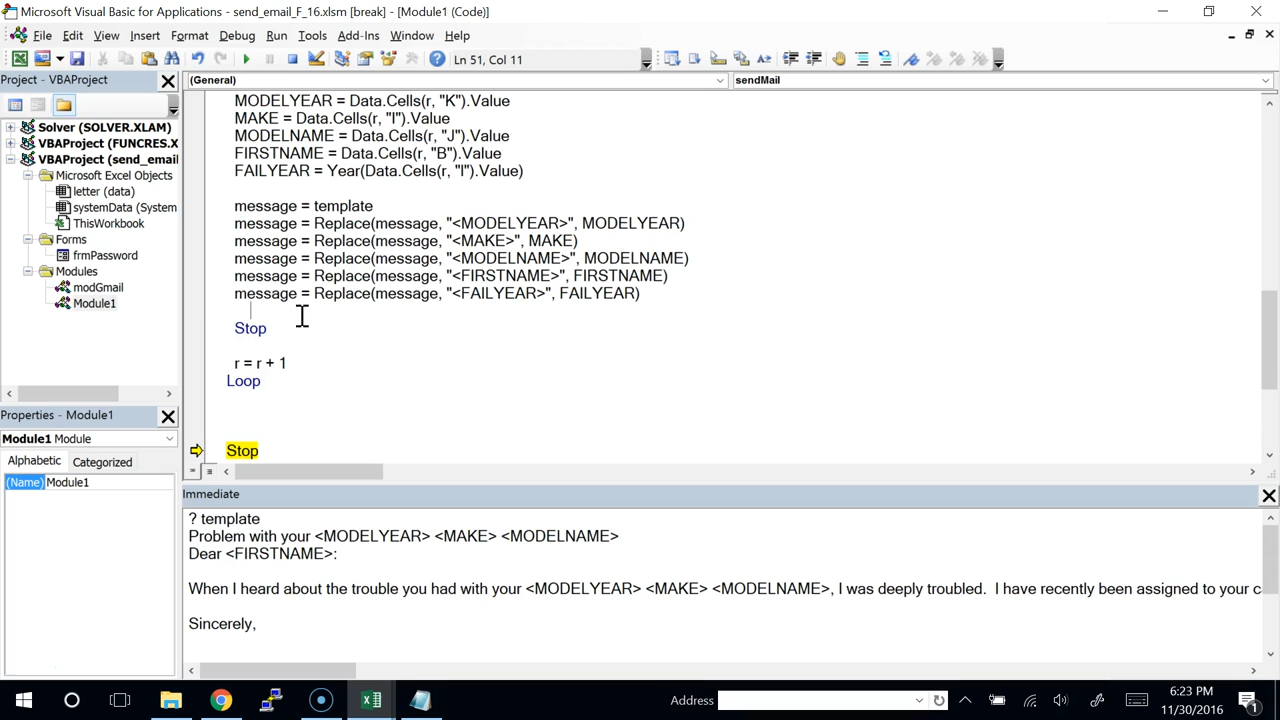 Microsoft Visual Basic for Applications - send_email_F_16.xlsm [break] - [Module1 (Code)]
File Edit View Insert Format Debug Run Tools Add-Ins Window Help
Ln 51, Col 11
Project - VBAProject
(General)
sendMail
Solver (SOLVER.XLAM)
VBAProject (FUNCRES.X
VBAProject (send_email
Microsoft Excel Objects
letter (data)
systemData (System
ThisWorkbook
Forms
frmPassword
Modules
modGmail
Module1
MODELYEAR = Data.Cells(r, "K").Value
MAKE = Data.Cells(r, "I").Value
MODELNAME = Data.Cells(r, "J").Value
FIRSTNAME = Data.Cells(r, "B").Value
FAILYEAR = Year(Data.Cells(r, "l").Value)
message = template
message = Replace(message, "<MODELYEAR>", MODELYEAR)
message = Replace(message, "<MAKE>", MAKE)
message = Replace(message, "<MODELNAME>", MODELNAME)
message = Replace(message, "<FIRSTNAME>", FIRSTNAME)
message = Replace(message, "<FAILYEAR>", FAILYEAR)
Stop
r = r + 1
Loop
Stop
Properties - Module1
Module1 Module
Alphabetic Categorized
(Name) Module1
Immediate
? template
Problem with your <MODELYEAR> <MAKE> <MODELNAME>
Dear <FIRSTNAME>:
When I heard about the trouble you had with your <MODELYEAR> <MAKE> <MODELNAME>, I was deeply troubled.  I have recently been assigned to your c
Sincerely,
Address
6:23 PM
11/30/2016
1